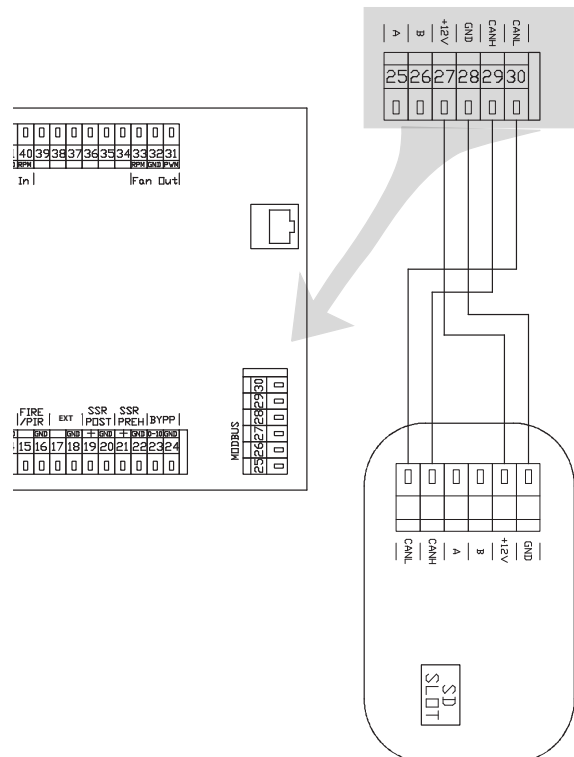 A B +12V GND CANH CANL
25 26 27 28 29 30
40 39 38 37 36 35 34 33 32 31
RPM RPM GND PWM
In Fan Out
30
29
28
27
26
25
MODBUS
FIRE
/PIR EXT SSR
POST SSR
PREH BYPP
GND GND + GND + GND 0-10 GND
15 16 17 18 19 20 21 22 23 24
CANL CANH A B +12V GND
SD
SLOT